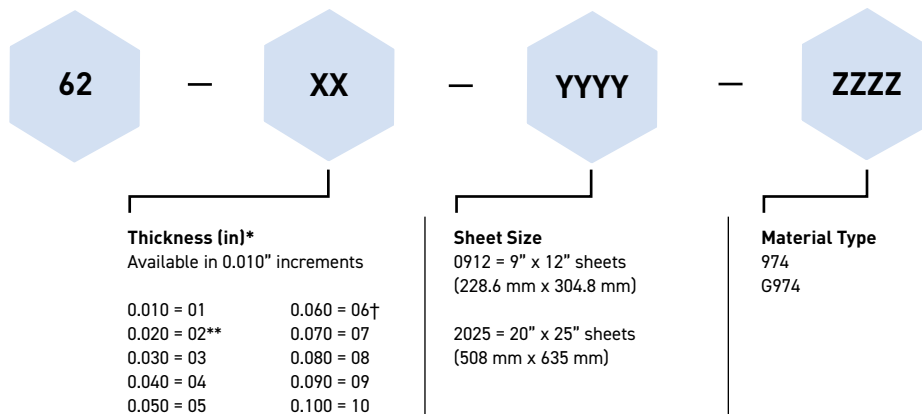 62 – XX – YYYY – ZZZZ
Thickness (in)*
Available in 0.010” increments
0.010 = 01
0.020 = 02**
0.030 = 03
0.040 = 04
0.050 = 05
0.060 = 06†
0.070 = 07
0.080 = 08
0.090 = 09
0.100 = 10
Sheet Size
0912 = 9” x 12” sheets
(228.6 mm x 304.8 mm)
2025 = 20” x 25” sheets
(508 mm x 635 mm)
Material Type
974
G974